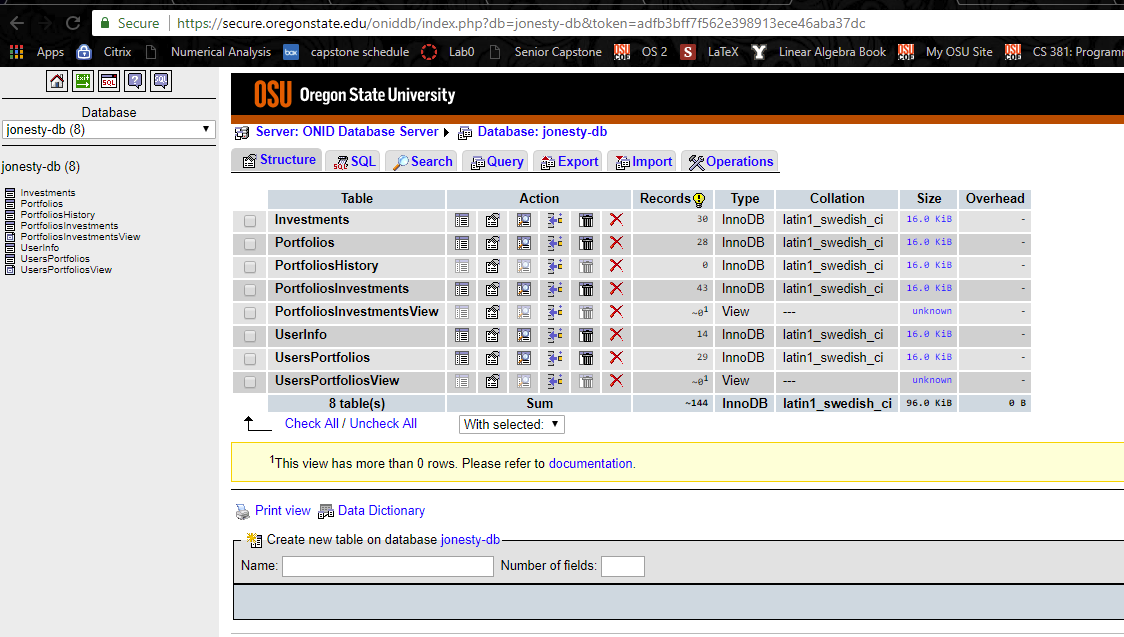 Secure https://secure.oregonstate.edu/oniddb/index.php?db=jonesty-db&token=adfb3bff7f562e398913ece46aba37dc
Apps Citrix Numerical Analysis box capstone schedule Lab0 Senior Capstone OS 2 S LaTeX Y Linear Algebra Book My OSU Site CS 381: Programm
Exit SQL ? SQL
Database
jonesty-db (8)
jonesty-db (8)
Investments
Portfolios
PortfoliosHistory
PortfoliosInvestments
PortfoliosInvestmentsView
UserInfo
UsersPortfolios
UsersPortfoliosView
OSU Oregon State University
Server: ONID Database Server Database: jonesty-db
Structure SQL Search Query Export Import Operations
Table Action Records Type Collation Size Overhead
Investments 30 InnoDB latin1_swedish_ci 16.0 KiB -
Portfolios 28 InnoDB latin1_swedish_ci 16.0 KiB -
PortfoliosHistory 0 InnoDB latin1_swedish_ci 16.0 KiB -
PortfoliosInvestments 43 InnoDB latin1_swedish_ci 16.0 KiB -
PortfoliosInvestmentsView ~0¹ View --- unknown -
UserInfo 14 InnoDB latin1_swedish_ci 16.0 KiB -
UsersPortfolios 29 InnoDB latin1_swedish_ci 16.0 KiB -
UsersPortfoliosView ~0¹ View --- unknown -
8 table(s) Sum ~144 InnoDB latin1_swedish_ci 96.0 KiB 0 B
Check All / Uncheck All With selected:
¹This view has more than 0 rows. Please refer to documentation.
Print view Data Dictionary
Create new table on database jonesty-db
Name: Number of fields: